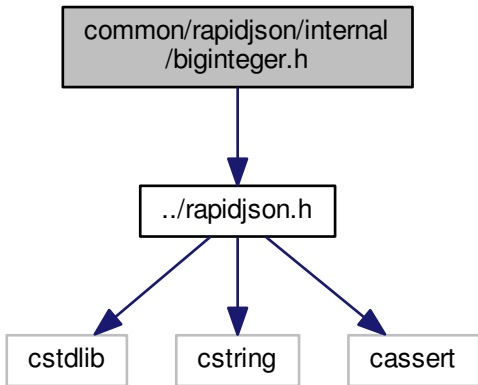 common/rapidjson/internal
/biginteger.h
../rapidjson.h
cstdlib
cstring
cassert